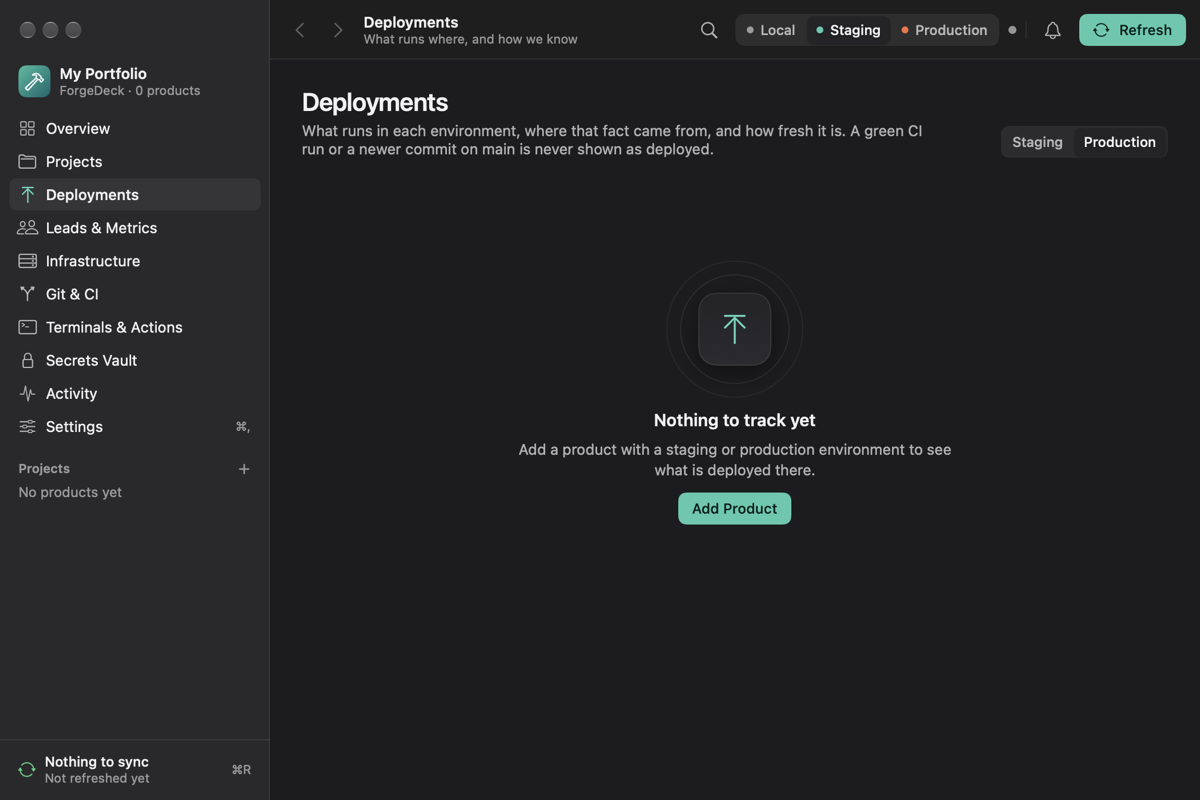 My Portfolio
ForgeDeck · 0 products
Overview
Projects
Deployments
Leads & Metrics
Infrastructure
Git & CI
Terminals & Actions
Secrets Vault
Activity
Settings ⌘,
Projects +
No products yet
Nothing to sync
Not refreshed yet
⌘R
Deployments
What runs where, and how we know
Local Staging Production
Refresh
Deployments
What runs in each environment, where that fact came from, and how fresh it is. A green CI
run or a newer commit on main is never shown as deployed.
Staging Production
Nothing to track yet
Add a product with a staging or production environment to see
what is deployed there.
Add Product